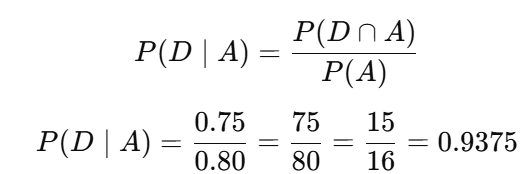 P(D | A) = P(D ∩ A) / P(A)
P(D | A) = 0.75 / 0.80 = 75 / 80 = 15 / 16 = 0.9375